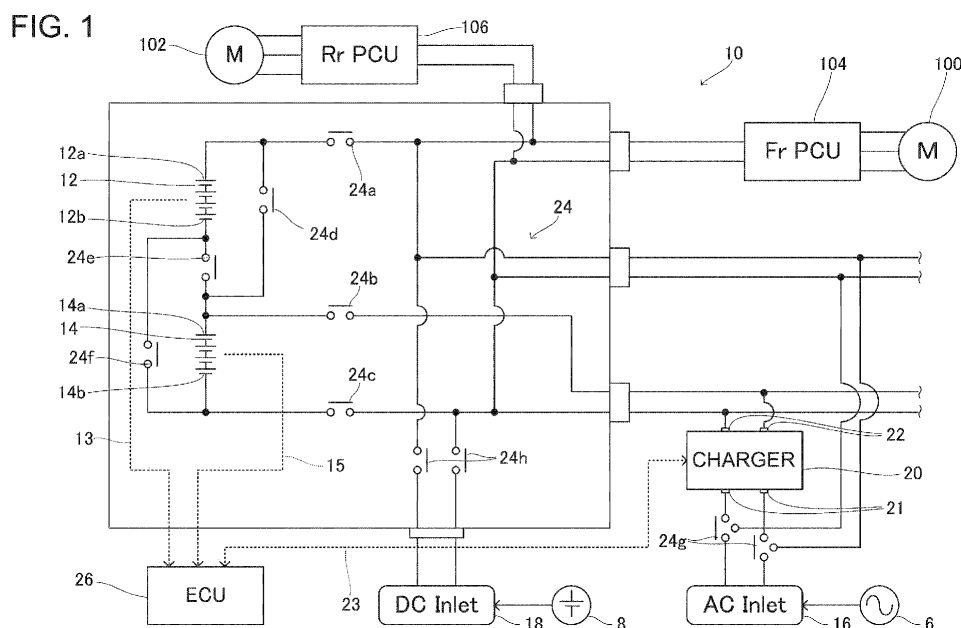 FIG. 1
102
M
Rr PCU
106
10
104
100
Fr PCU
M
12a
12
12b
24a
24d
24
24e
24b
14a
14
24f
14b
24c
13
15
24h
22
CHARGER
20
21
24g
26
ECU
23
DC Inlet
18
8
AC Inlet
16
6